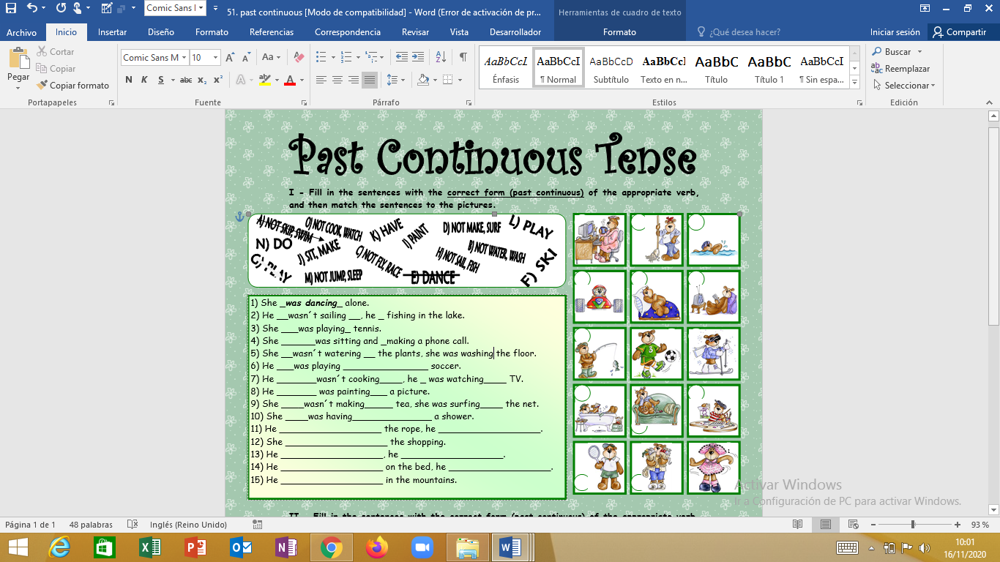 Comic Sans I
51. past continuous [Modo de compatibilidad] - Word (Error de activación de pr...
Herramientas de cuadro de texto
Archivo
Inicio
Insertar
Diseño
Formato
Referencias
Correspondencia
Revisar
Vista
Desarrollador
Formato
¿Qué desea hacer?
Iniciar sesión
Compartir
Pegar
Cortar
Copiar
Copiar formato
Portapapeles
Comic Sans M
10
Aa
N K S abc x₂ x²
Fuente
Párrafo
AaBbCcI
Énfasis
AaBbCcI
¶ Normal
AaBbCcD
Subtítulo
AaBbCcI
Texto en n...
AaBbC
Título
AaBbC
Título 1
AaBbCcI
¶ Sin espa...
Estilos
Buscar
Reemplazar
Seleccionar
Edición
Past Continuous Tense
I - Fill in the sentences with the correct form (past continuous) of the appropriate verb,
and then match the sentences to the pictures.
A) NOT SKIP, SWIM
O) NOT COOK, WATCH
K) HAVE
I) PAINT
D) NOT MAKE, SURF
L) PLAY
N) DO
J) SIT, MAKE
C) NOT FLY, RACE
H) NOT SAIL, FISH
B) NOT WATER, WASH
G) PLAY
M) NOT JUMP, SLEEP
E) DANCE
F) SKI
1) She _was dancing_ alone.
2) He __wasn´t sailing __, he _ fishing in the lake.
3) She ___was playing_ tennis.
4) She ______was sitting and _making a phone call.
5) She __wasn´t watering __ the plants, she was washing the floor.
6) He ___was playing _______________ soccer.
7) He _______wasn´t cooking____, he _ was watching____ TV.
8) He _______ was painting___ a picture.
9) She ____wasn´t making_____ tea, she was surfing____ the net.
10) She ____was having______________ a shower.
11) He __________________ the rope, he __________________.
12) She __________________ the shopping.
13) He __________________, he __________________.
14) He __________________ on the bed, he __________________.
15) He __________________ in the mountains.
1
II - Fill in the sentences with the correct form (past continuous) of the appropriate verb
Activar Windows
Ir a Configuración de PC para activar Windows.
Página 1 de 1
48 palabras
Inglés (Reino Unido)
93 %
10:01
16/11/2020